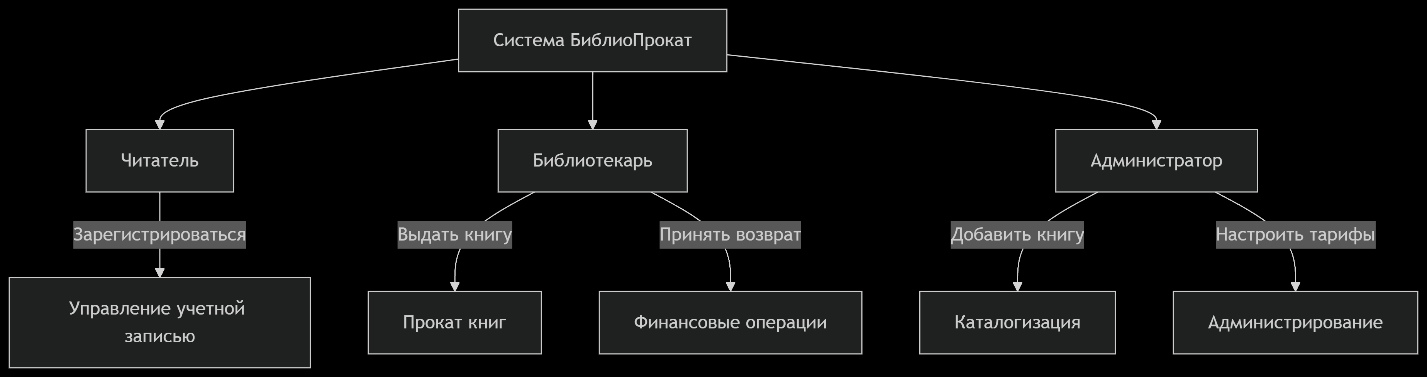 Система БиблиоПрокат
Читатель
Библиотекарь
Администратор
Зарегистрироваться
Выдать книгу
Принять возврат
Добавить книгу
Настроить тарифы
Управление учетной
записью
Прокат книг
Финансовые операции
Каталогизация
Администрирование